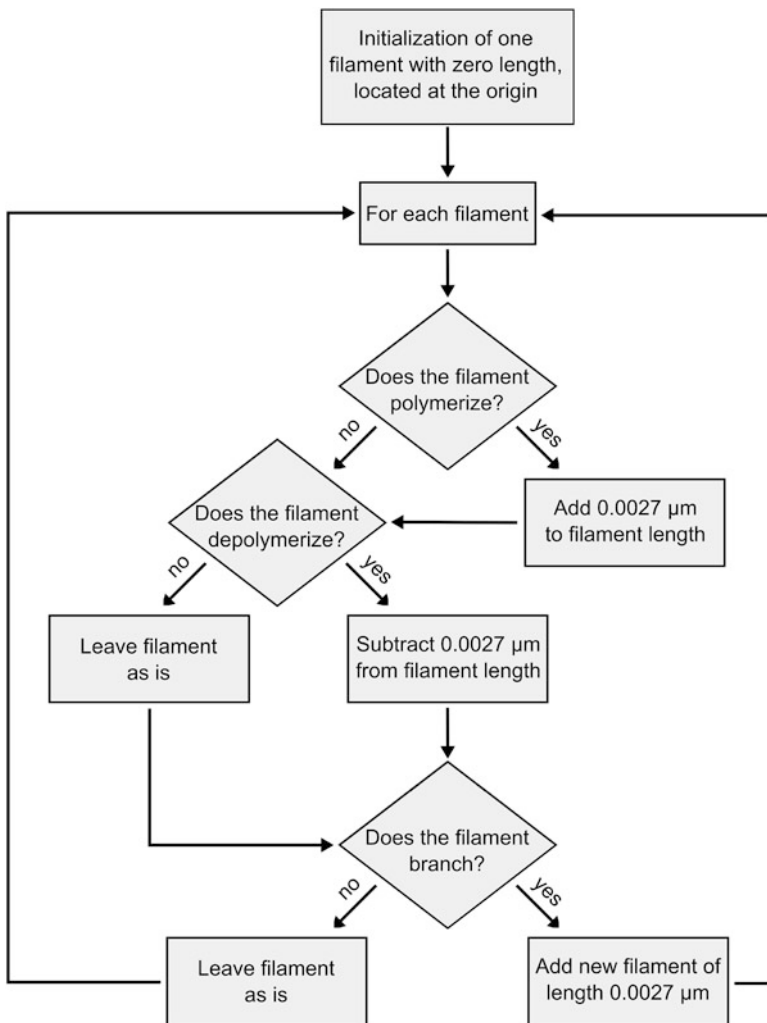 Initialization of one
filament with zero length,
located at the origin
For each filament
Does the filament
polymerize?
no
yes
Does the filament
depolymerize?
Add 0.0027 µm
to filament length
no
yes
Leave filament
as is
Subtract 0.0027 µm
from filament length
Does the filament
branch?
no
yes
Leave filament
as is
Add new filament of
length 0.0027 µm